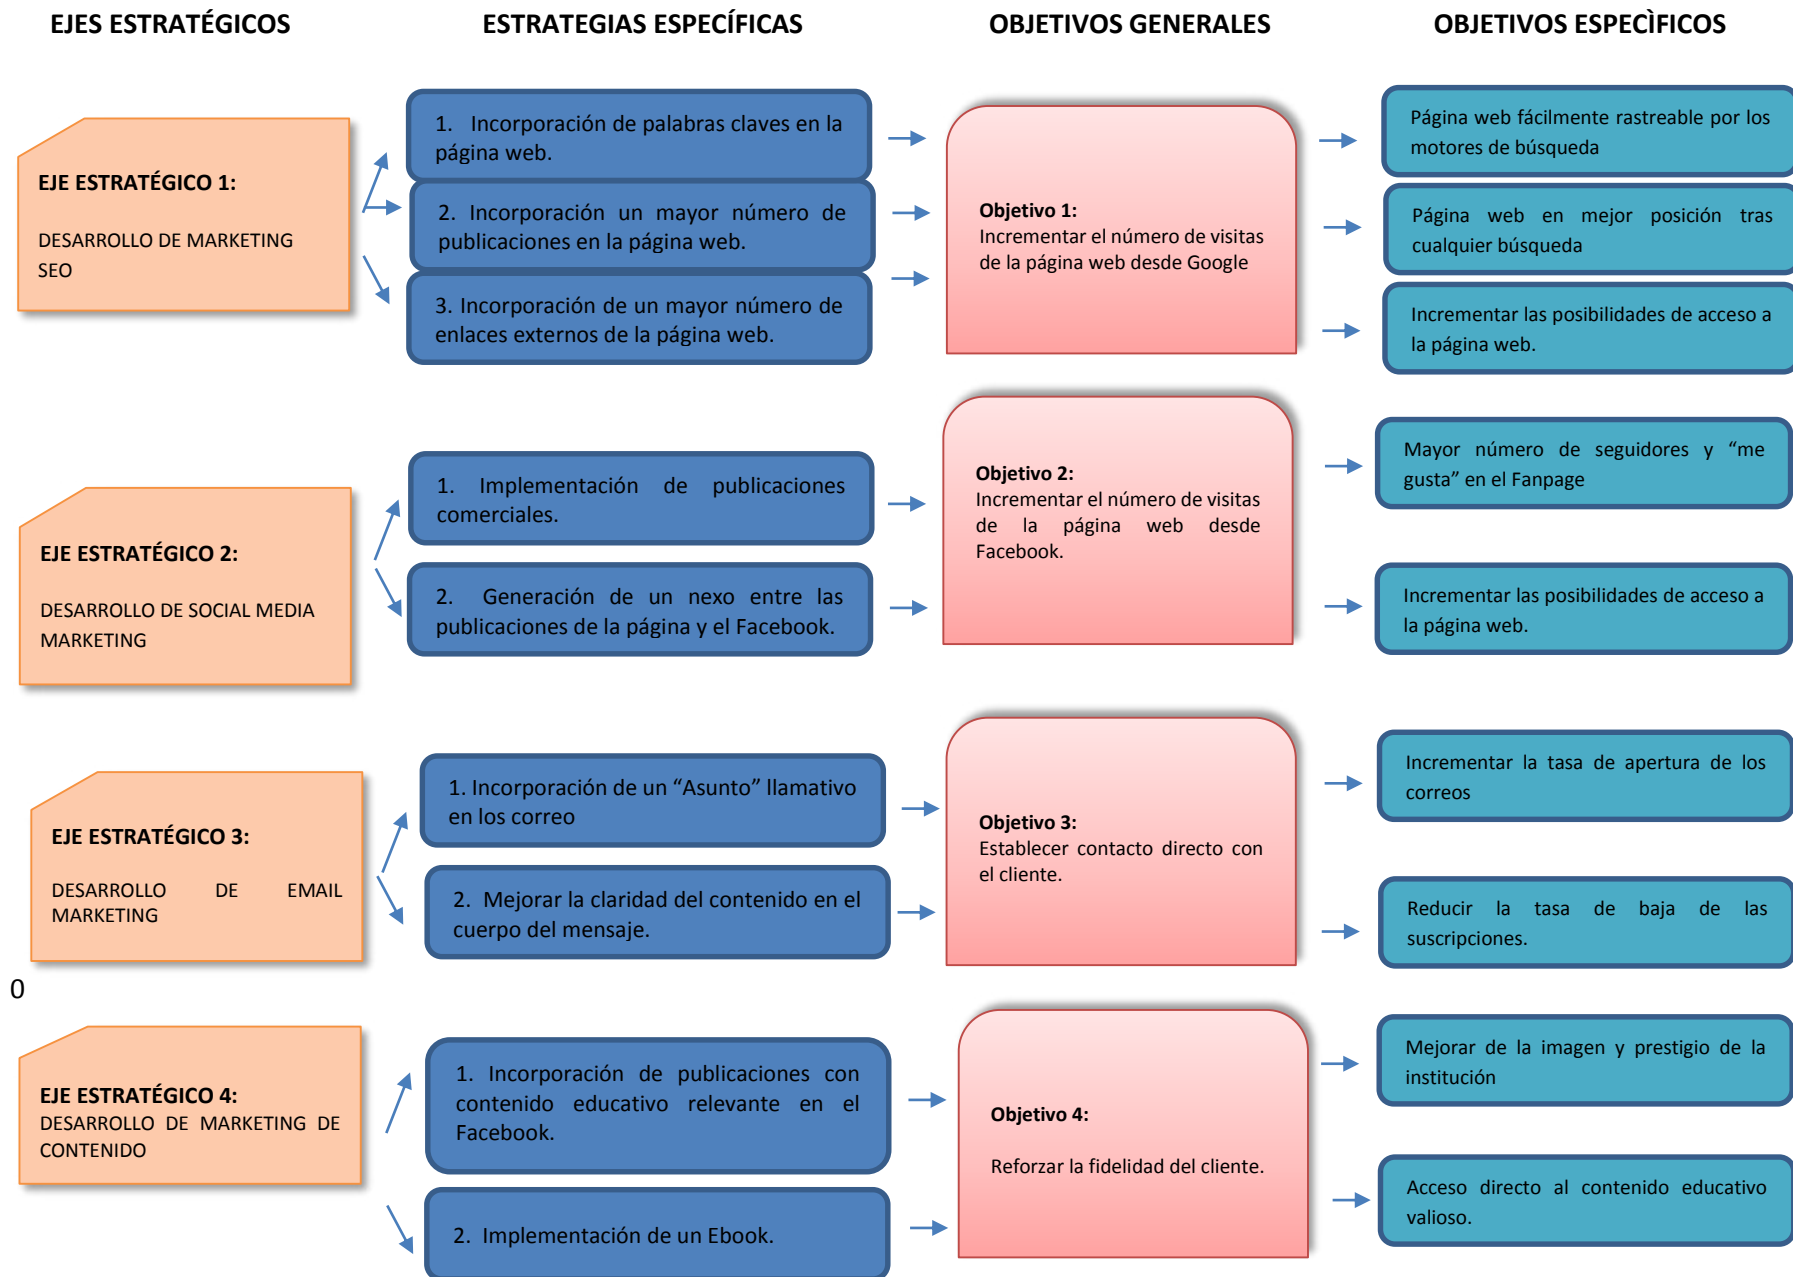 EJES ESTRATÉGICOS
ESTRATEGIAS ESPECÍFICAS
OBJETIVOS GENERALES
OBJETIVOS ESPECÌFICOS
EJE ESTRATÉGICO 1:
DESARROLLO DE MARKETING
SEO
1. Incorporación de palabras claves en la
página web.
2. Incorporación un mayor número de
publicaciones en la página web.
3. Incorporación de un mayor número de
enlaces externos de la página web.
Objetivo 1:
Incrementar el número de visitas
de la página web desde Google
Página web fácilmente rastreable por los
motores de búsqueda
Página web en mejor posición tras
cualquier búsqueda
Incrementar las posibilidades de acceso a
la página web.
EJE ESTRATÉGICO 2:
DESARROLLO DE SOCIAL MEDIA
MARKETING
1. Implementación de publicaciones
comerciales.
2. Generación de un nexo entre las
publicaciones de la página y el Facebook.
Objetivo 2:
Incrementar el número de visitas
de la página web desde
Facebook.
Mayor número de seguidores y “me
gusta” en el Fanpage
Incrementar las posibilidades de acceso a
la página web.
EJE ESTRATÉGICO 3:
DESARROLLO DE EMAIL
MARKETING
1. Incorporación de un “Asunto” llamativo
en los correo
2. Mejorar la claridad del contenido en el
cuerpo del mensaje.
Objetivo 3:
Establecer contacto directo con
el cliente.
Incrementar la tasa de apertura de los
correos
Reducir la tasa de baja de las
suscripciones.
0
EJE ESTRATÉGICO 4:
DESARROLLO DE MARKETING DE
CONTENIDO
1. Incorporación de publicaciones con
contenido educativo relevante en el
Facebook.
2. Implementación de un Ebook.
Objetivo 4:
Reforzar la fidelidad del cliente.
Mejorar de la imagen y prestigio de la
institución
Acceso directo al contenido educativo
valioso.